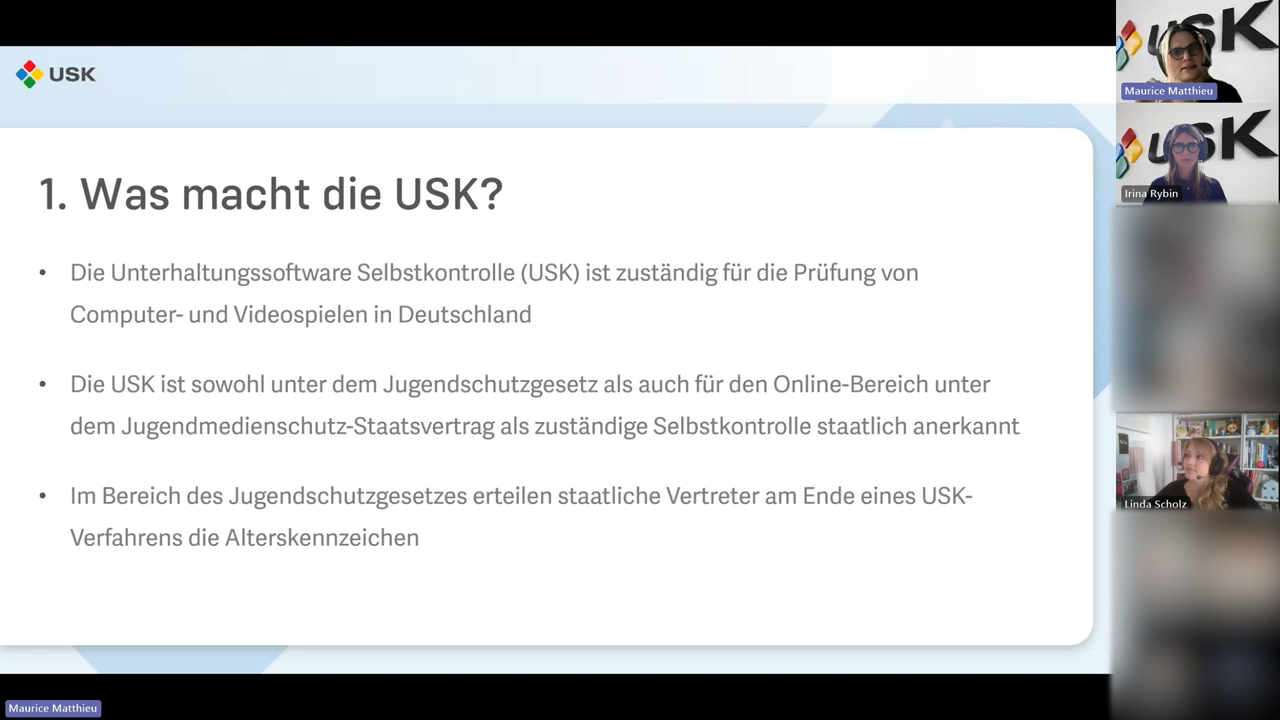 USK
1. Was macht die USK?
• Die Unterhaltungssoftware Selbstkontrolle (USK) ist zuständig für die Prüfung von
Computer- und Videospielen in Deutschland
• Die USK ist sowohl unter dem Jugendschutzgesetz als auch für den Online-Bereich unter
dem Jugendmedienschutz-Staatsvertrag als zuständige Selbstkontrolle staatlich anerkannt
• Im Bereich des Jugendschutzgesetzes erteilen staatliche Vertreter am Ende eines USK-
Verfahrens die Alterskennzeichen
Maurice Matthieu
USK
Maurice Matthieu
USK
Irina Rybin
Linda Scholz